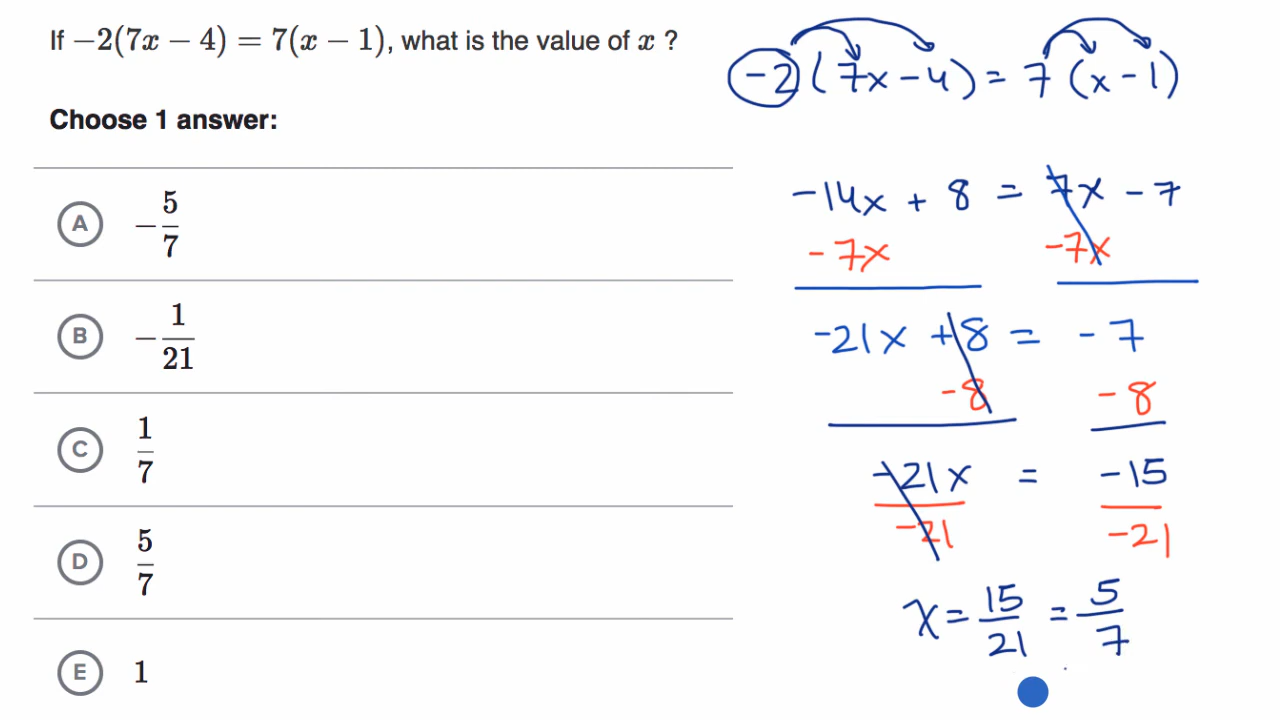 If −2(7x − 4) = 7(x − 1), what is the value of x ?
Choose 1 answer:
A −5/7
B −1/21
C 1/7
D 5/7
E 1
-2(7x-4) = 7(x-1)
-14x + 8 = 7x - 7
-7x -7x
-21x +8 = -7
-8 -8
-21x = -15
-21 -21
x = 15/21 = 5/7